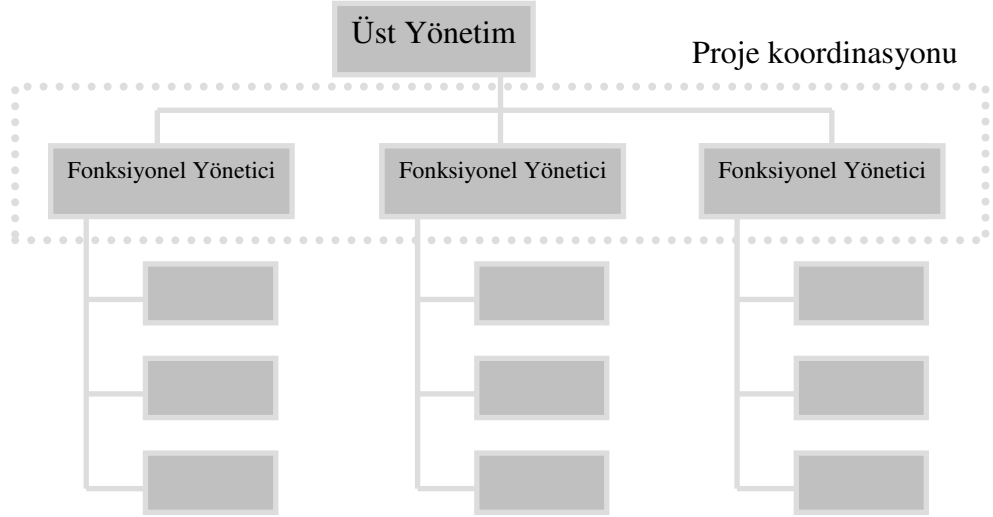 Üst Yönetim
Proje koordinasyonu
Fonksiyonel Yönetici
Fonksiyonel Yönetici
Fonksiyonel Yönetici